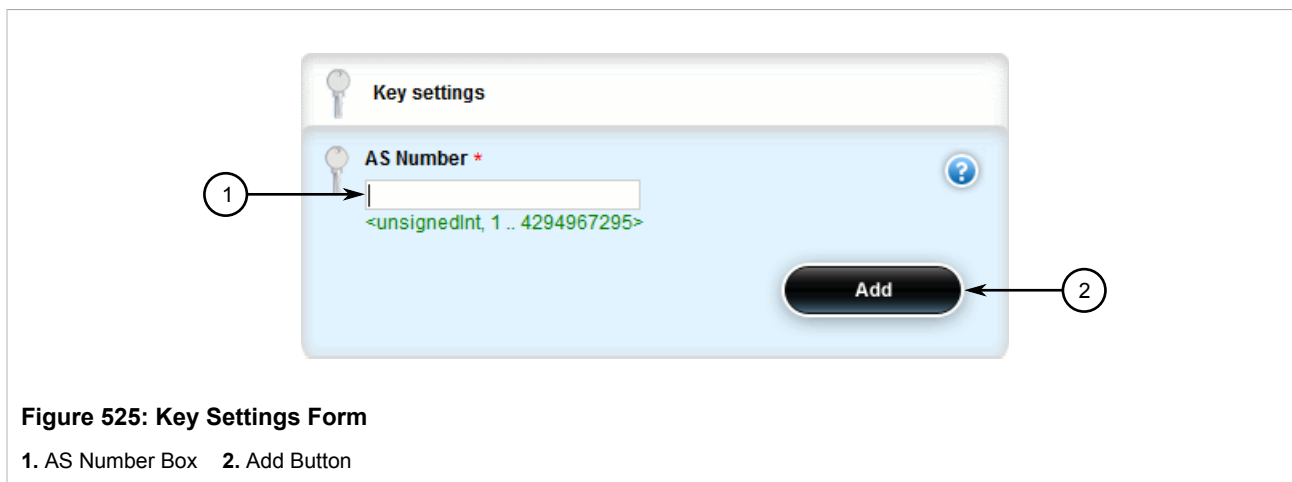 Key settings
AS Number *
1
<unsignedInt, 1 .. 4294967295>
?
Add
2
Figure 525: Key Settings Form
1. AS Number Box 2. Add Button